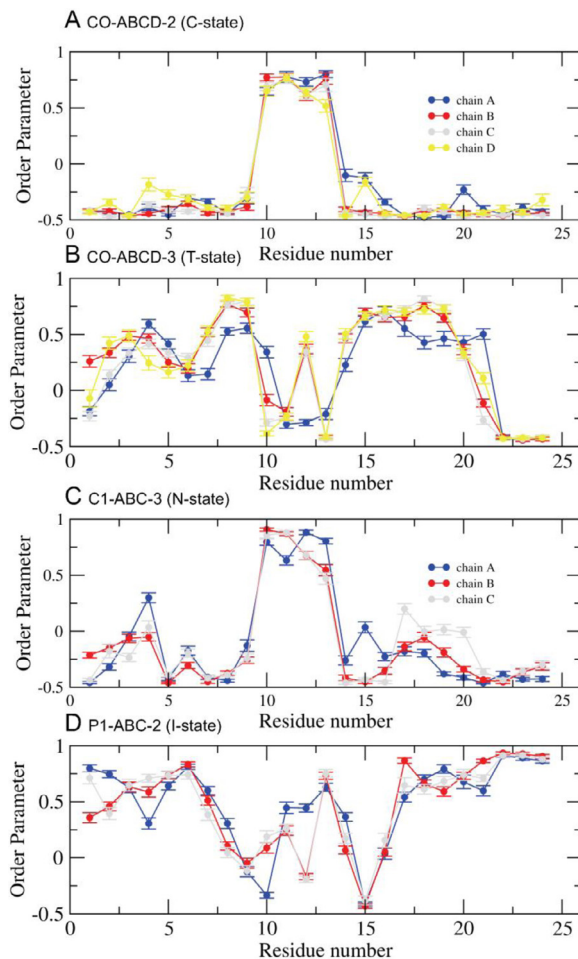 A CO-ABCD-2 (C-state)
1
0.5
0
-0.5
Order Parameter
chain A
chain B
chain C
chain D
0 5 10 15 20 25
Residue number
B CO-ABCD-3 (T-state)
1
0.5
0
-0.5
Order Parameter
0 5 10 15 20 25
Residue number
C C1-ABC-3 (N-state)
1
0.5
0
-0.5
Order Parameter
chain A
chain B
chain C
0 5 10 15 20 25
Residue number
D P1-ABC-2 (I-state)
1
0.5
0
-0.5
Order Parameter
0 5 10 15 20 25
Residue number